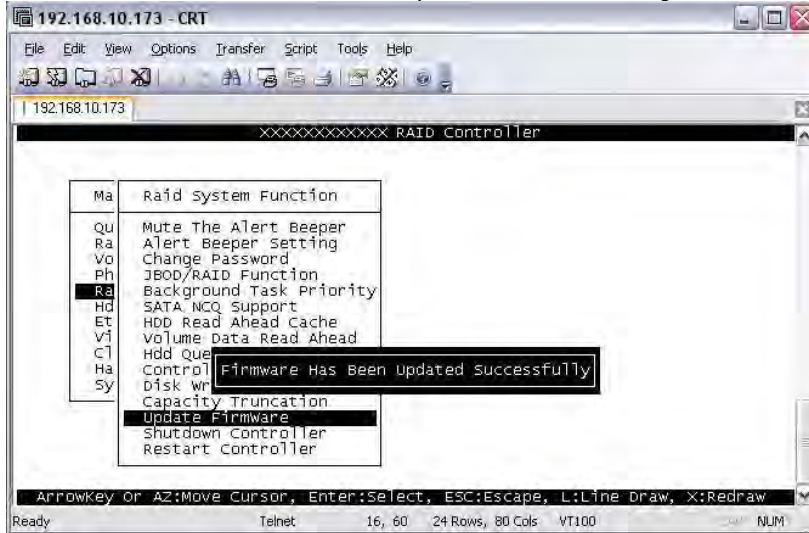 192.168.10.173 - CRT
File Edit View Options Transfer Script Tools Help
192.168.10.173
XXXXXXXXXXXX RAID Controller
Ma
Raid System Function
Qu
Mute The Alert Beeper
Ra
Alert Beeper Setting
Vo
Change Password
Ph
JBOD/RAID Function
Ra
Background Task Priority
Hd
SATA NCQ Support
Et
HDD Read Ahead Cache
Vi
Volume Data Read Ahead
Cl
Hdd Que
Ha
Control
Firmware Has Been Updated Successfully
Sy
Disk Wr
Capacity Truncation
Update Firmware
Shutdown Controller
Restart Controller
ArrowKey Or AZ:Move Cursor, Enter:Select, ESC:Escape, L:Line Draw, X:Redraw
Ready Telnet 16, 60 24 Rows, 80 Cols VT100 NUM